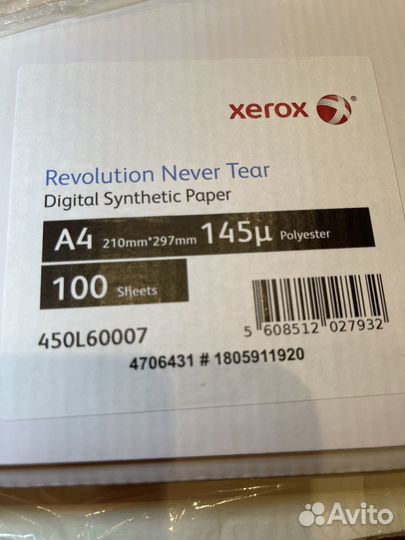 xerox
Revolution Never Tear
Digital Synthetic Paper
A4 210mm*297mm 145µ Polyester
100 Sheets
450L60007
5 608512 027932
4706431 # 1805911920
Avito